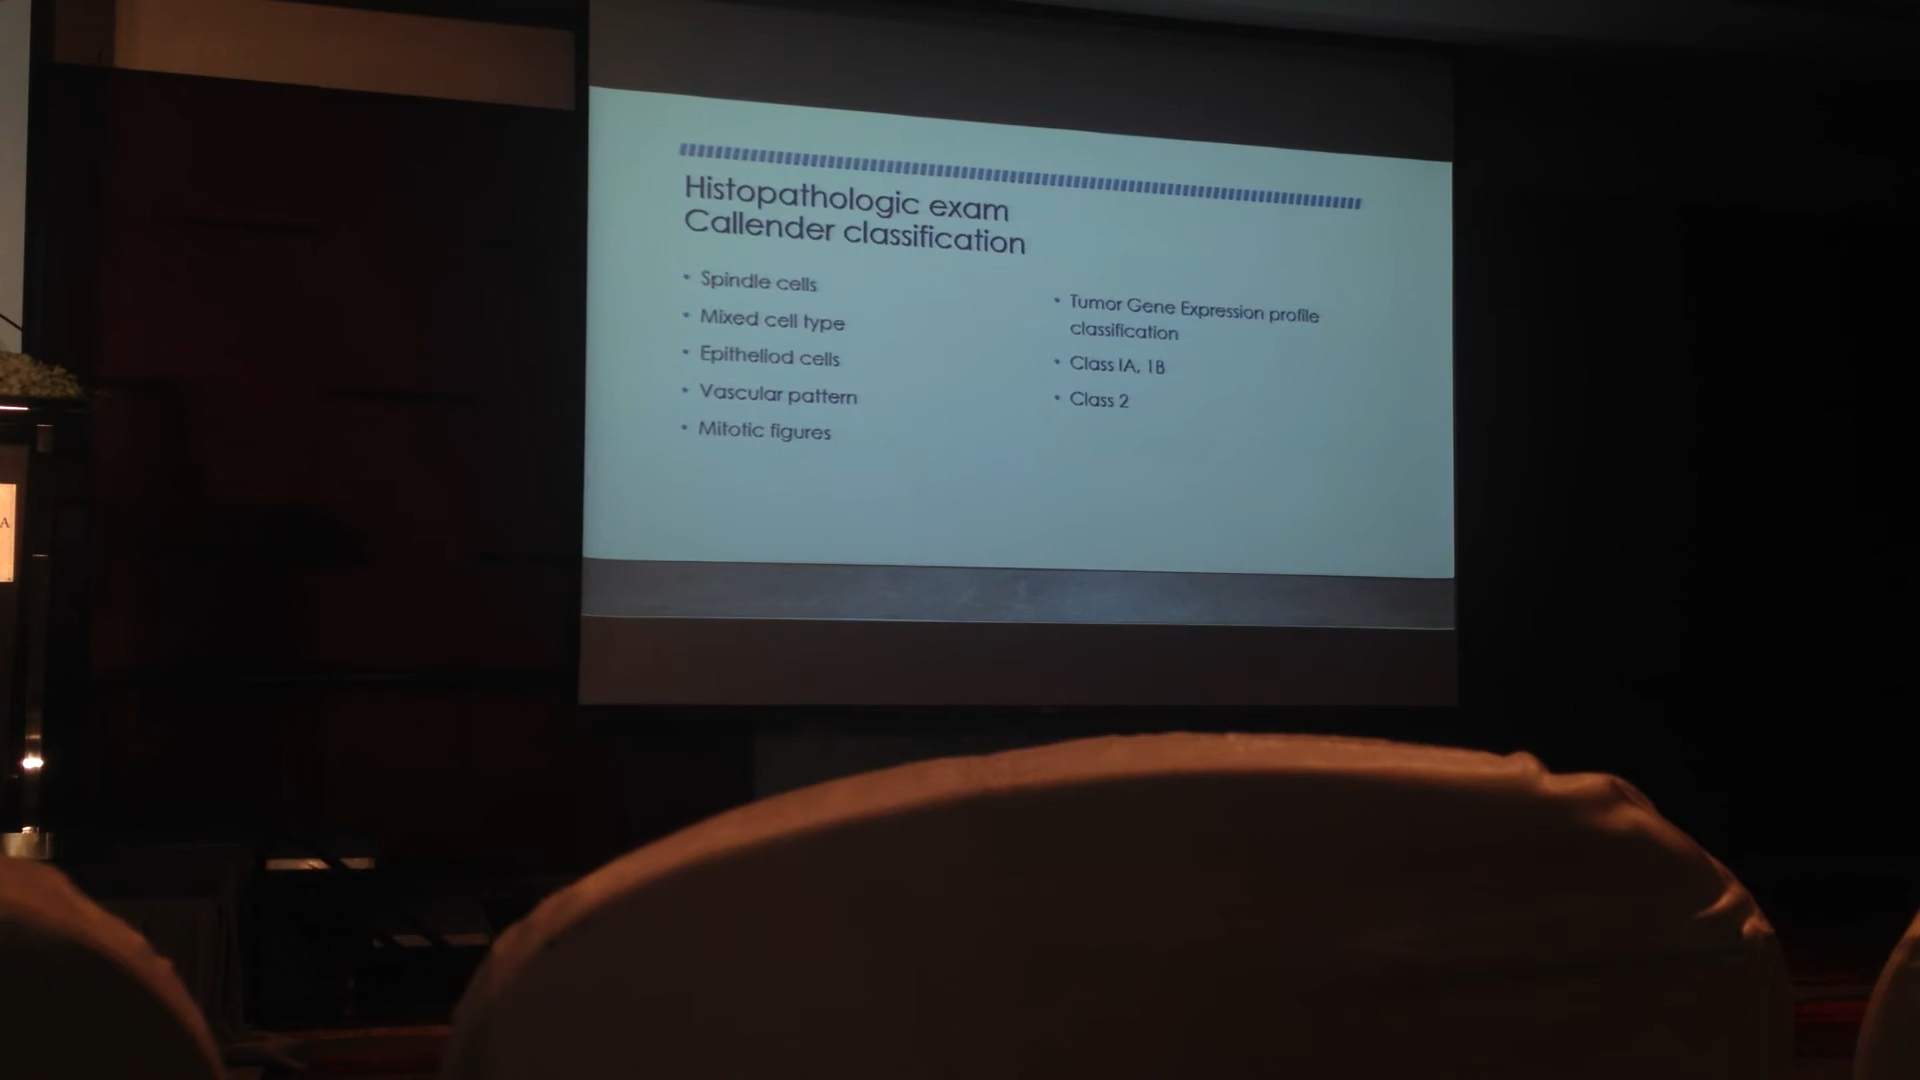 Histopathologic exam
Callender classification
• Spindle cells
• Mixed cell type
• Epitheliod cells
• Vascular pattern
• Mitotic figures
• Tumor Gene Expression profile
classification
• Class IA, 1B
• Class 2
A